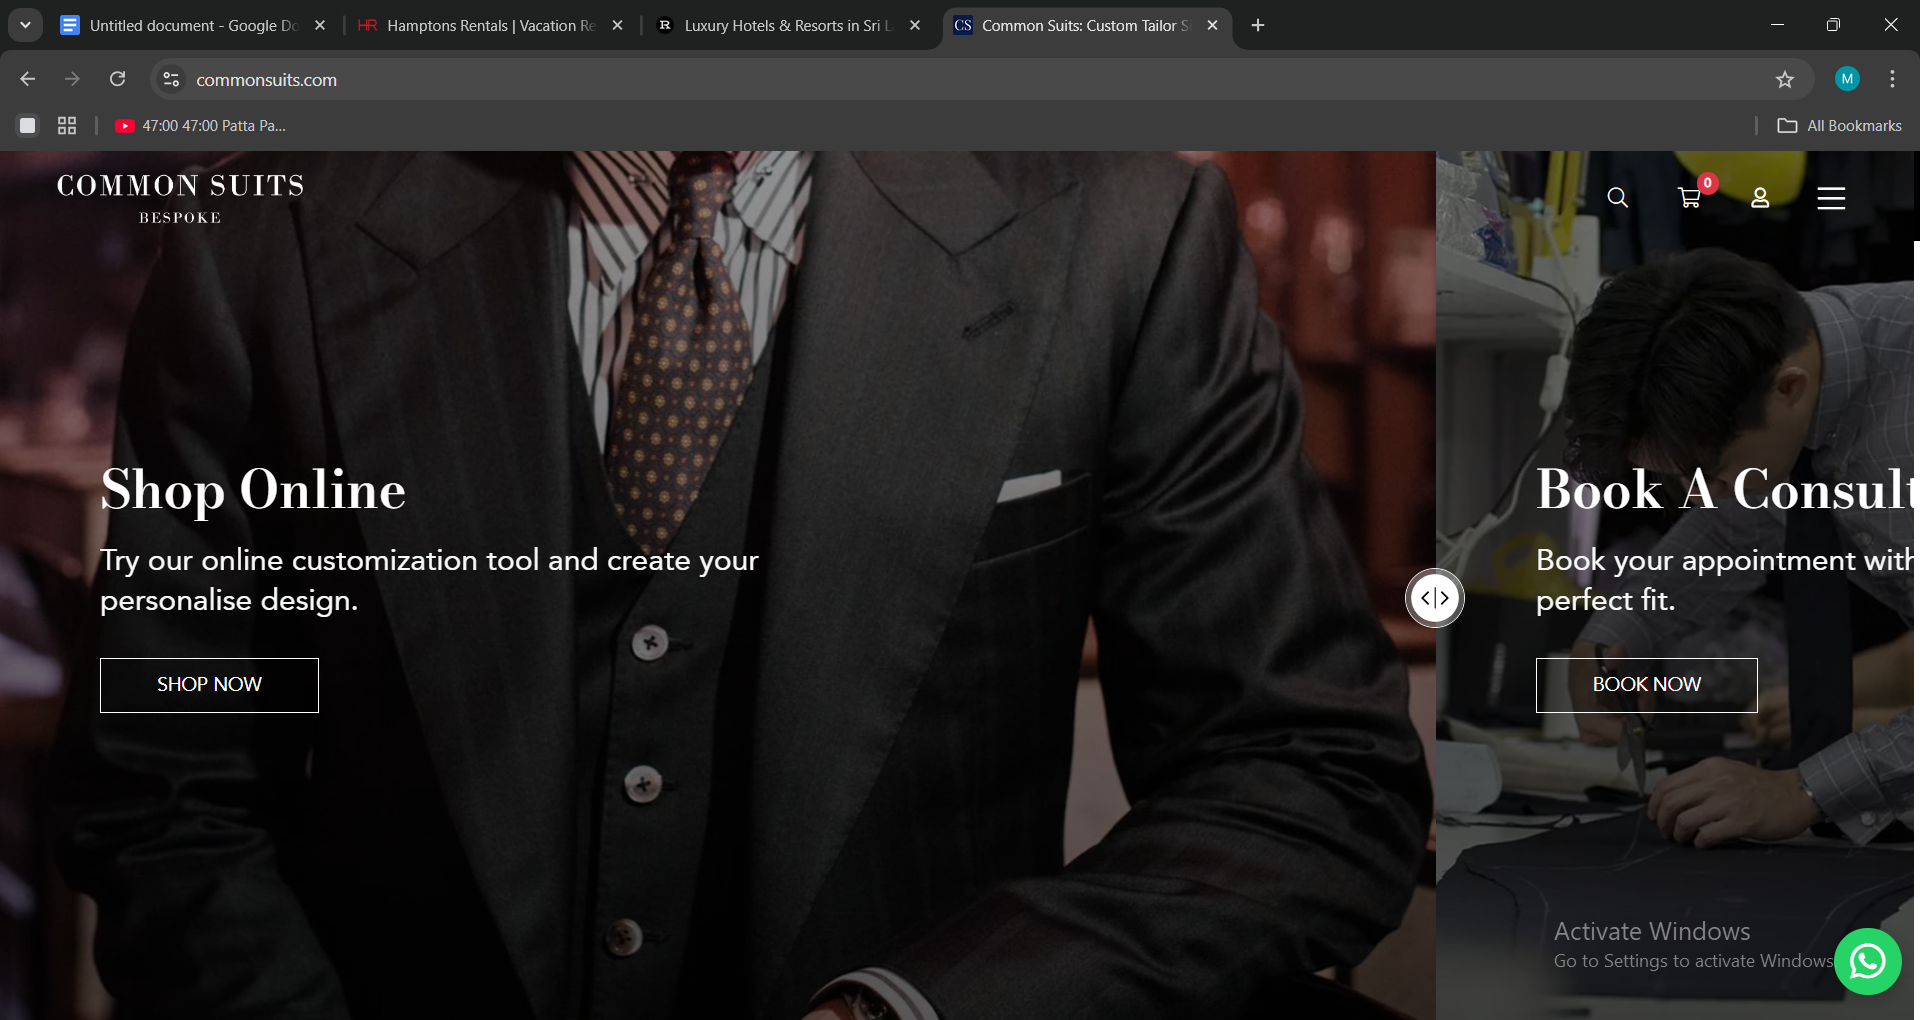 Untitled document - Google Do
Hamptons Rentals | Vacation Re
Luxury Hotels & Resorts in Sri L
CS
Common Suits: Custom Tailor S
commonsuits.com
M
47:00 47:00 Patta Pa...
All Bookmarks
COMMON SUITS
BESPOKE
0
Shop Online
Try our online customization tool and create your
personalise design.
SHOP NOW
Book A Consult
Book your appointment with
perfect fit.
BOOK NOW
Activate Windows
Go to Settings to activate Windows